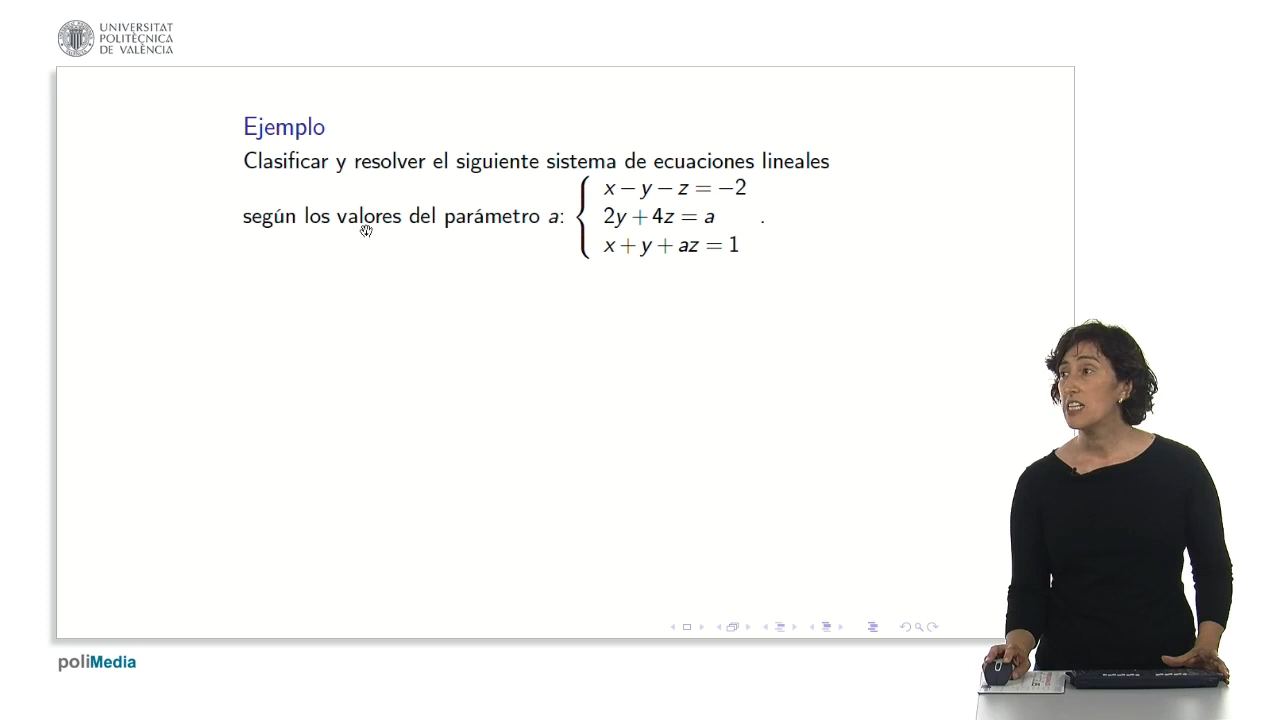 UNIVERSITAT
POLITÈCNICA
DE VALÈNCIA
Ejemplo
Clasificar y resolver el siguiente sistema de ecuaciones lineales
x − y − z = −2
según los valores del parámetro a: { 2y + 4z = a .
x + y + az = 1
poliMedia